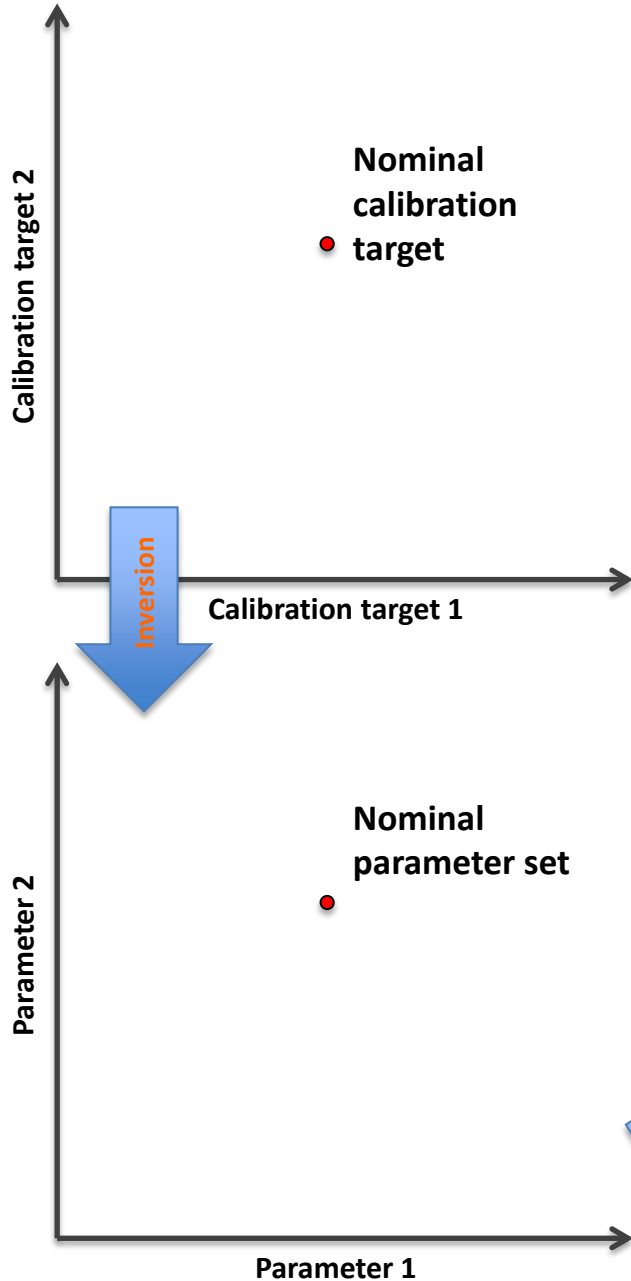 Nominal
calibration
target
Calibration target 2
Calibration target 1
Inversion
Nominal
parameter set
Parameter 2
Parameter 1